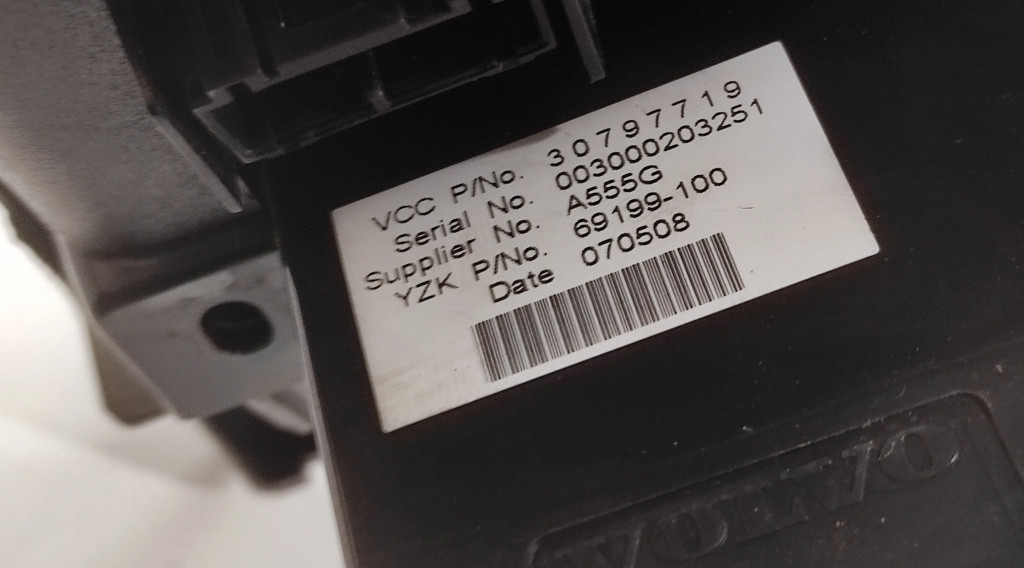 VCC P/No. 30797719
Serial No. 003000203251
Supplier No. A555G
YZK P/No. 69199-100
Date 070508
VOLVO